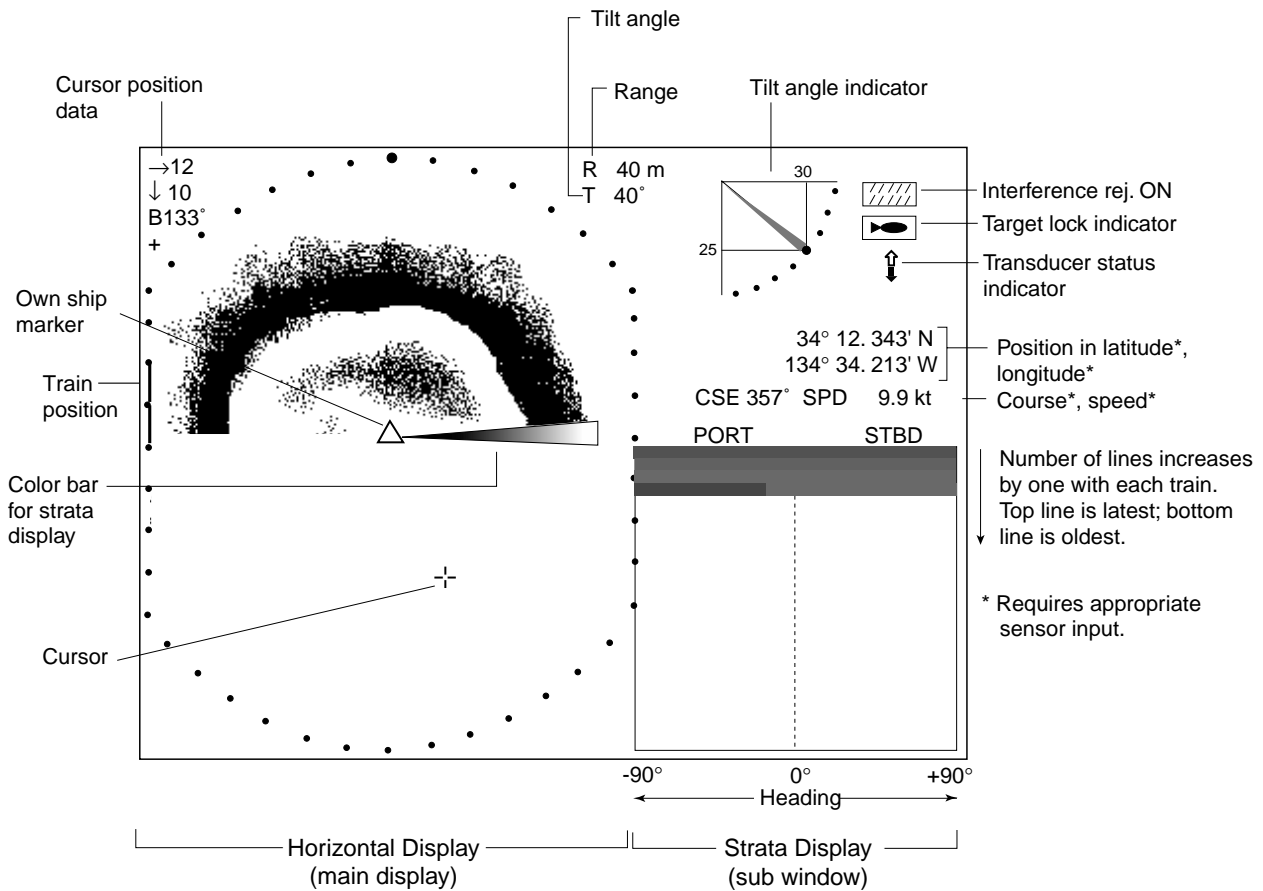 Tilt angle
Cursor position
data
Range
Tilt angle indicator
→12
↓ 10
B133°
+
R 40 m
T 40°
30
25
Interference rej. ON
Target lock indicator
Transducer status
indicator
Own ship
marker
34° 12. 343' N
134° 34. 213' W
Position in latitude*,
longitude*
Train
position
CSE 357° SPD 9.9 kt
Course*, speed*
PORT STBD
Color bar
for strata
display
Number of lines increases
by one with each train.
Top line is latest; bottom
line is oldest.
* Requires appropriate
sensor input.
Cursor
-90° 0° +90°
Heading
Horizontal Display
(main display)
Strata Display
(sub window)